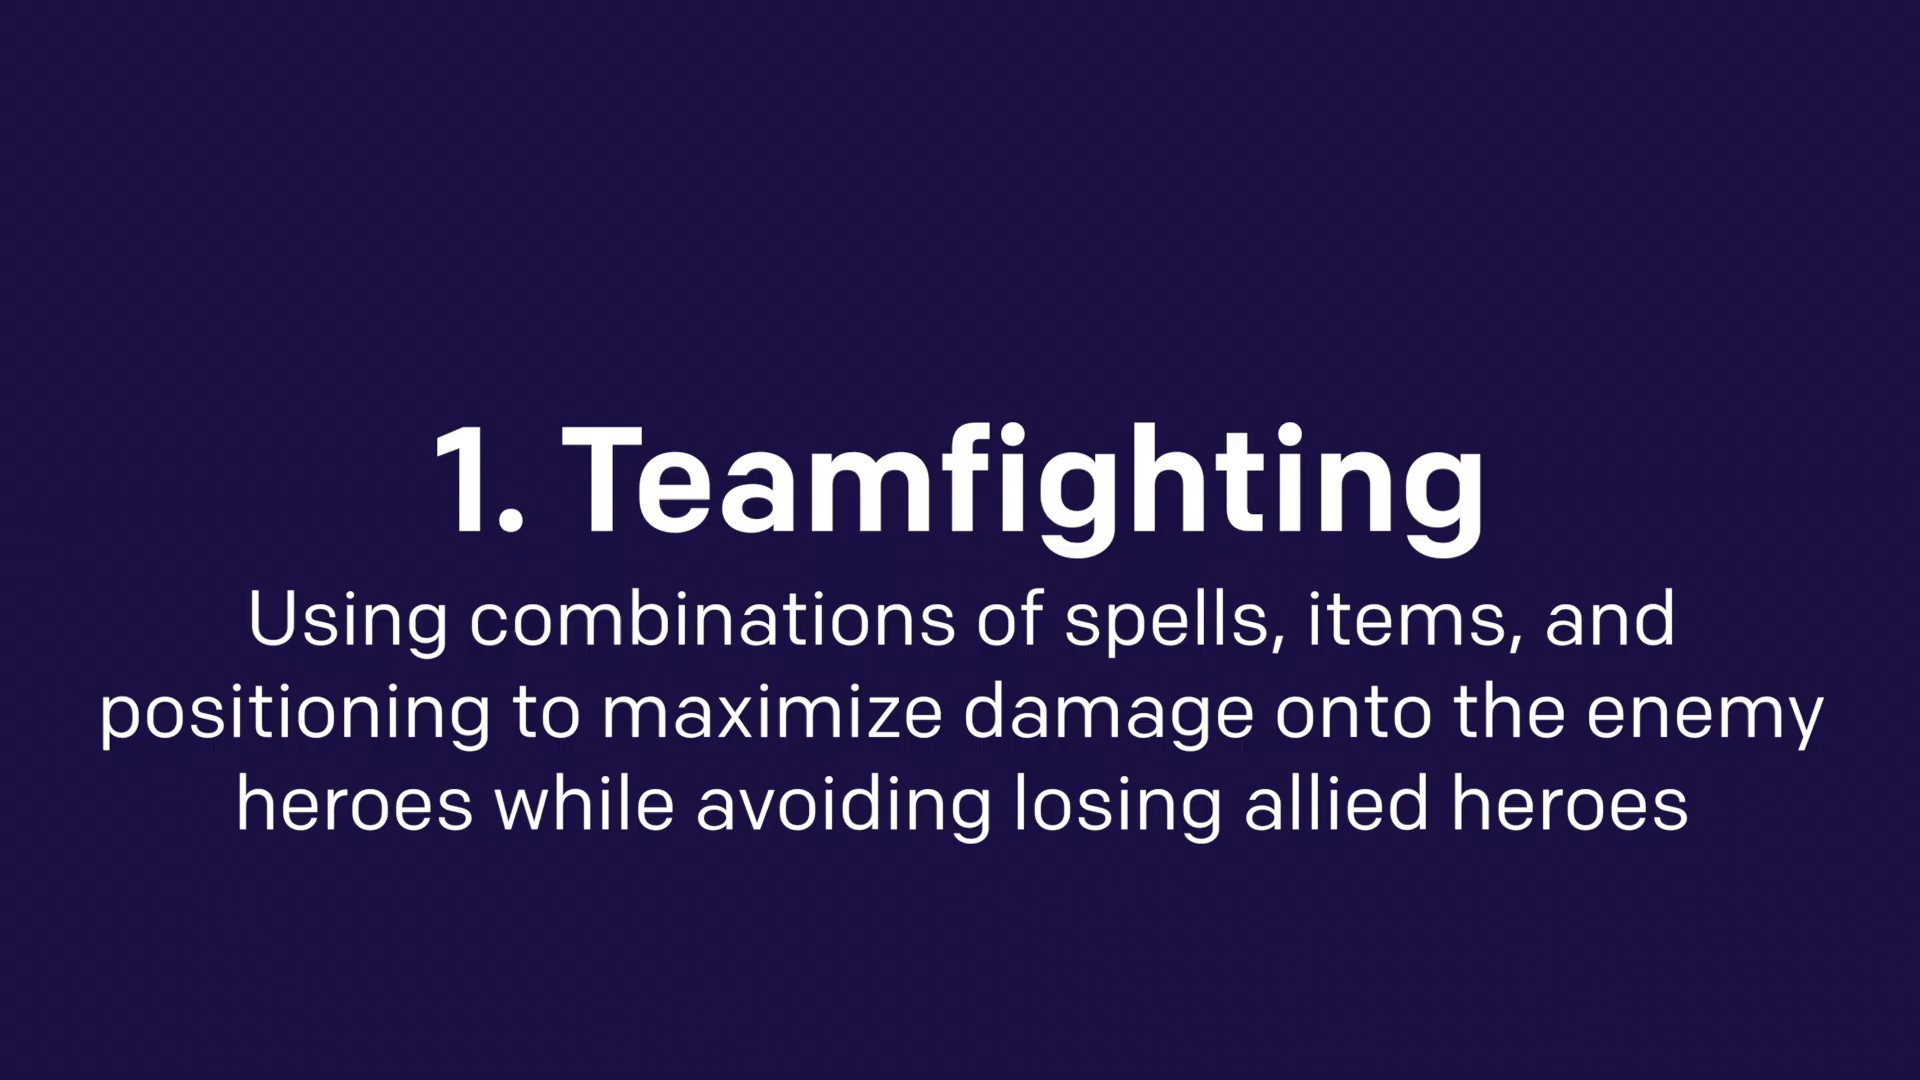 1. Teamfighting
Using combinations of spells, items, and
positioning to maximize damage onto the enemy
heroes while avoiding losing allied heroes